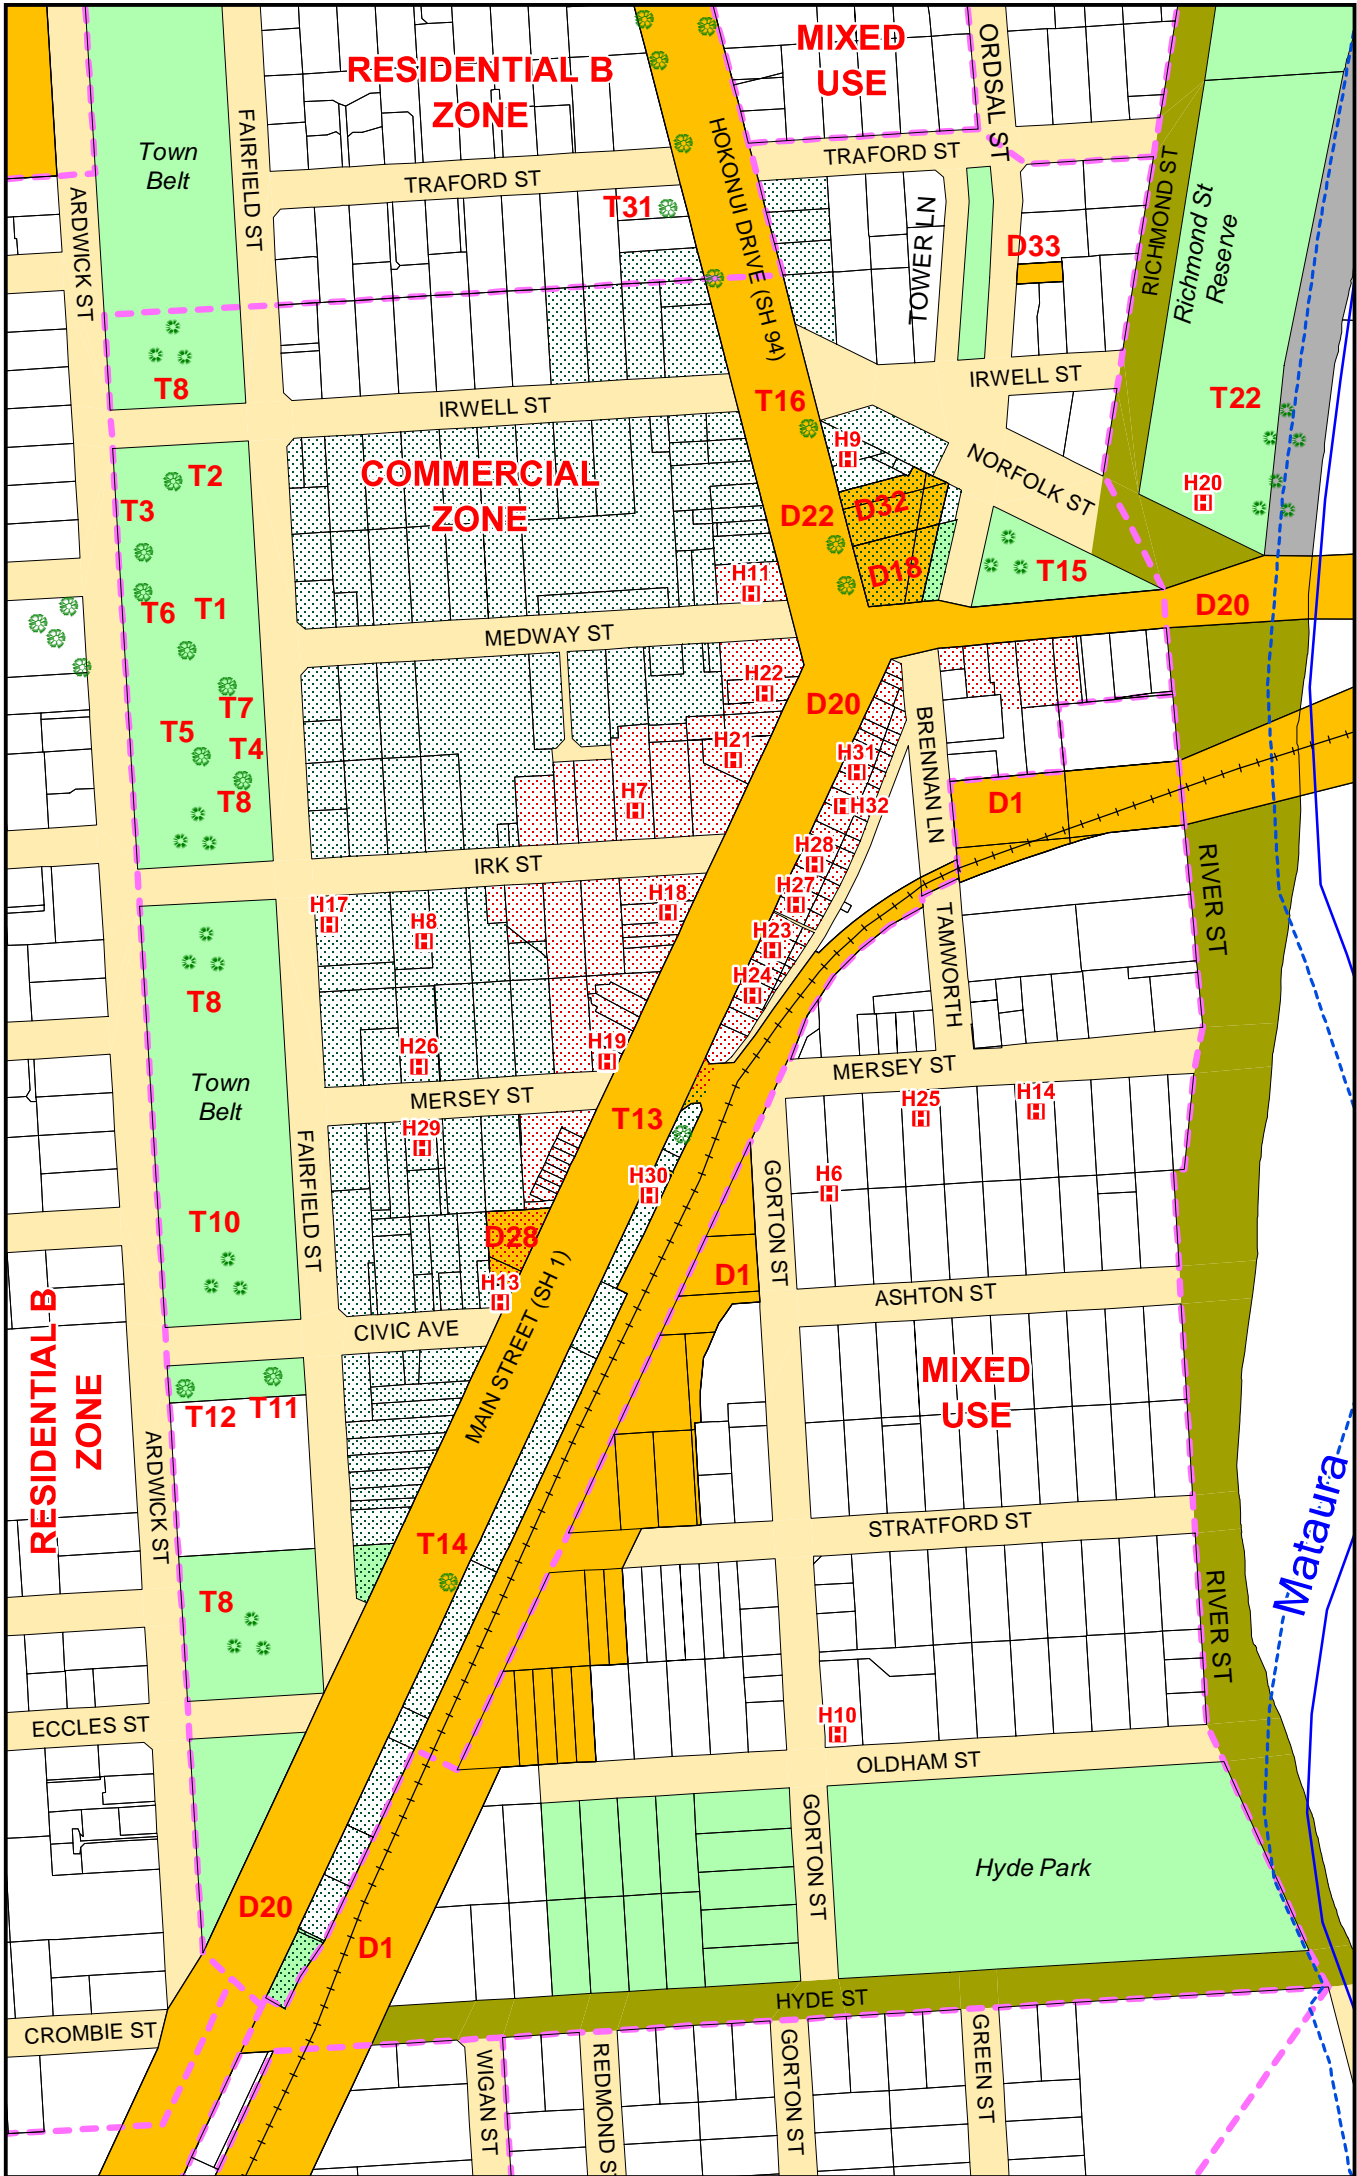 RESIDENTIAL B
ZONE
MIXED
USE
ORDSAL ST
Town
Belt
FAIRFIELD ST
HOKONUI DRIVE (SH 94)
TRAFORD ST
TRAFORD ST
RICHMOND ST
Richmond St
Reserve
ARDWICK ST
T31
TOWER LN
D33
T8
IRWELL ST
IRWELL ST
T16
T22
H9
COMMERCIAL
ZONE
T2
T3
NORFOLK ST
H20
D22
D32
D18
T15
H11
T6
T1
D20
MEDWAY ST
H22
D20
T7
T5
T4
H21
BRENNAN LN
H31
H7
H32
D1
T8
H28
IRK ST
RIVER ST
H27
H18
H17
H8
H23
TAMWORTH
H24
T8
H26
H19
MERSEY ST
MERSEY ST
Town
Belt
H25
H14
T13
H29
FAIRFIELD ST
GORTON ST
H6
H30
T10
D28
D1
H13
MAIN STREET (SH 1)
ASHTON ST
CIVIC AVE
RESIDENTIAL B
ZONE
MIXED
USE
T12
T11
ARDWICK ST
Mataura
STRATFORD ST
T14
T8
RIVER ST
H10
ECCLES ST
OLDHAM ST
GORTON ST
Hyde Park
D20
D1
HYDE ST
CROMBIE ST
WIGAN ST
REDMOND S
GORTON ST
GREEN ST